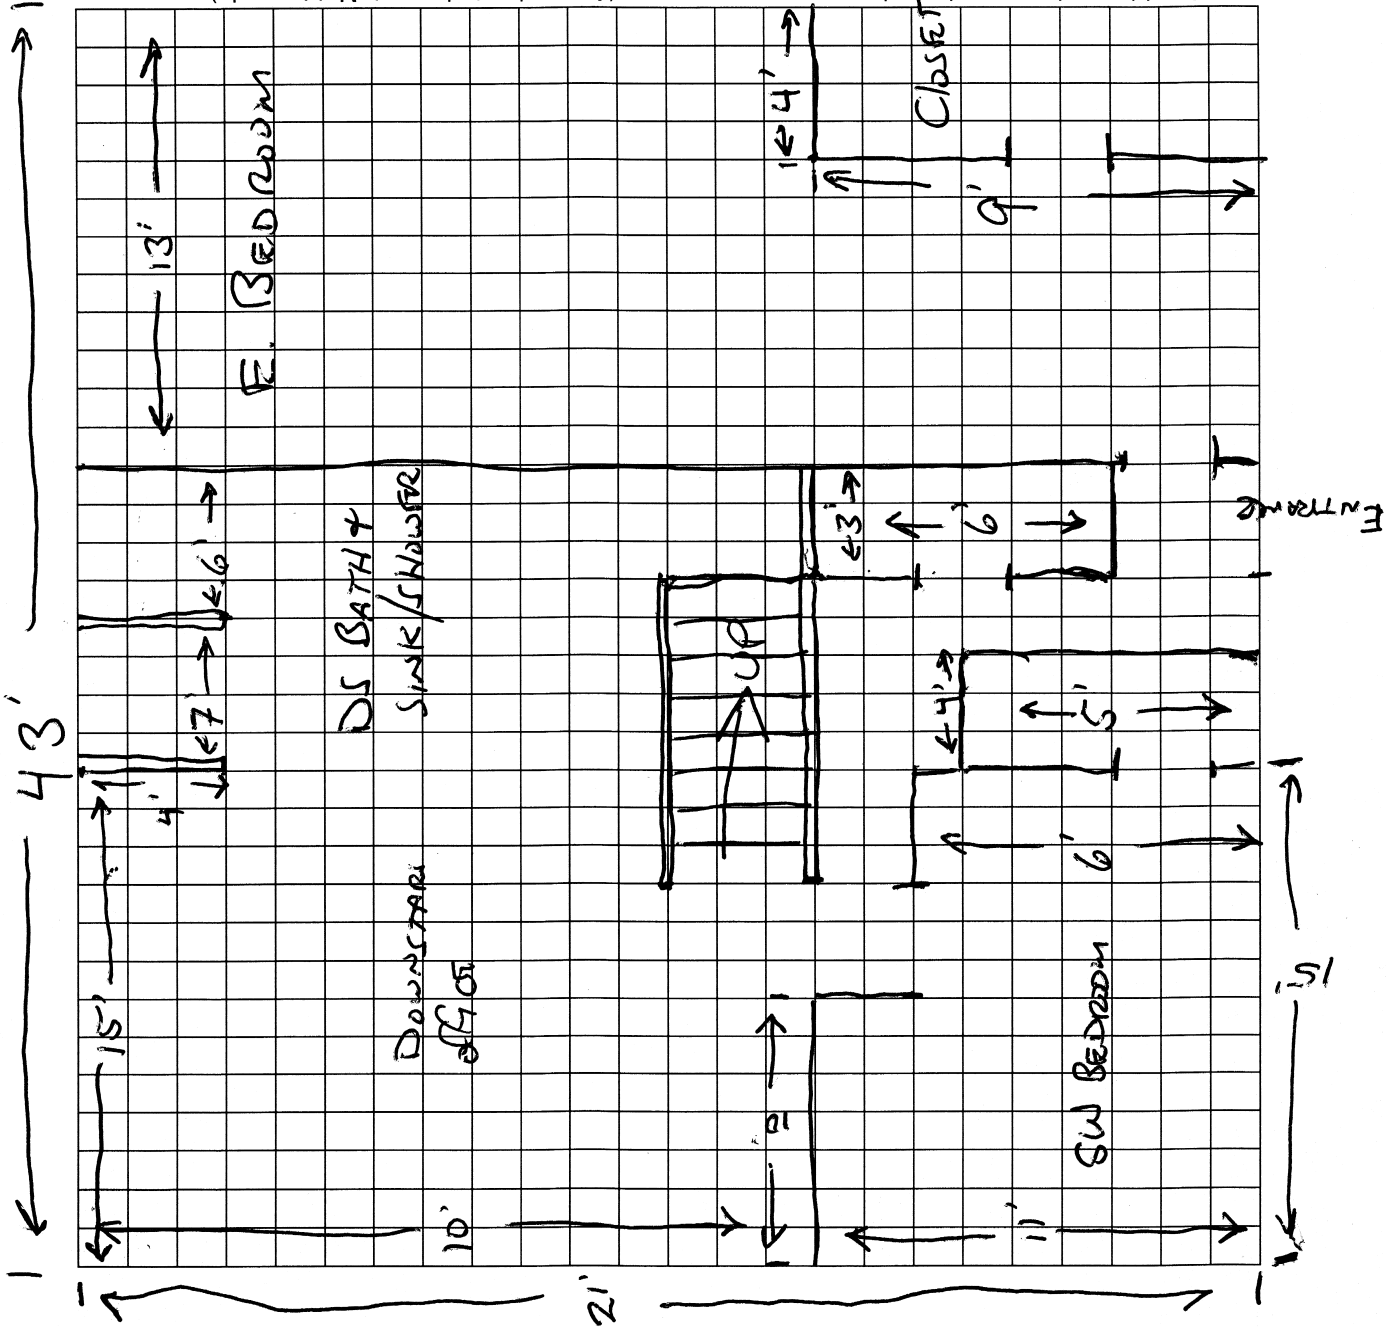 43'
15'
4'
←7'→
←6'→
13'
E. BEDROOM
DS BATH &
SINK/SHOWER
DOWNSTAIRS
10'
21'
UP
←4'→
CLOSET
9'
←3'→
6'
ENTRANCE
←4'→
5'
6'
SW BEDROOM
11'
15'